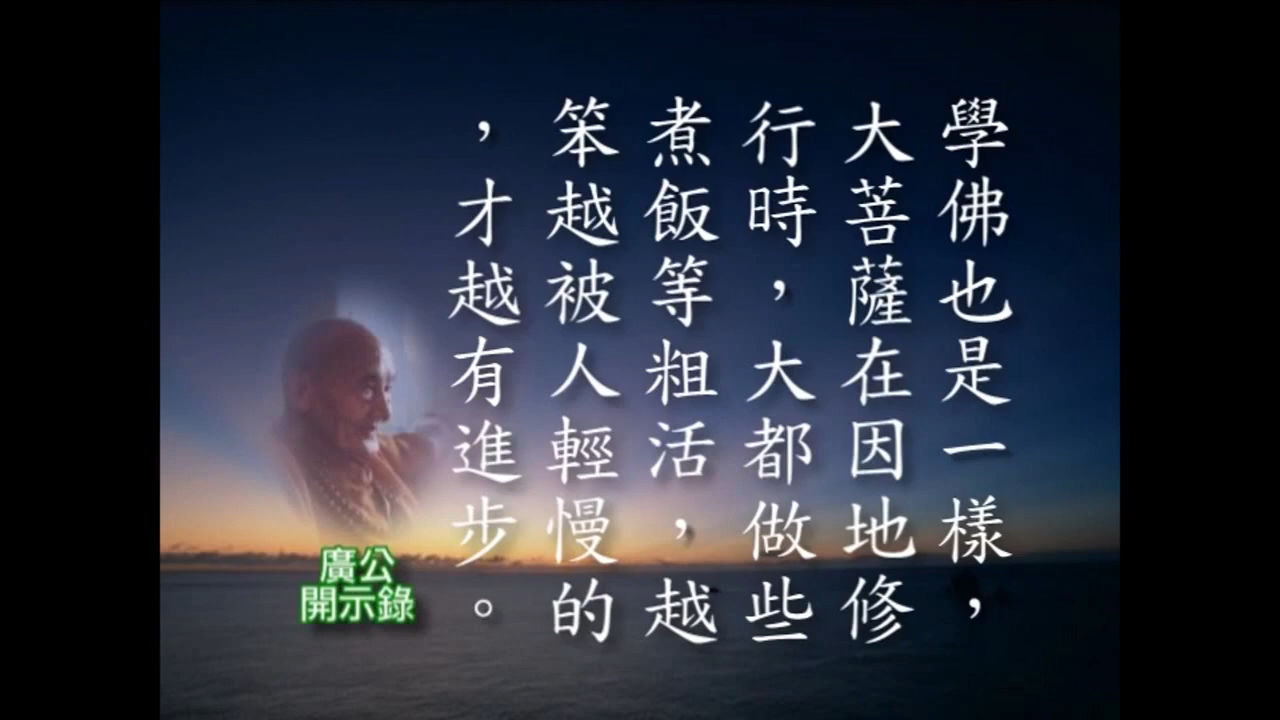 學佛也是一樣，
大菩薩在因地修
行時，大都做些
煮飯等粗活，越
笨越被人輕慢的
，才越有進步。
廣公
開示錄